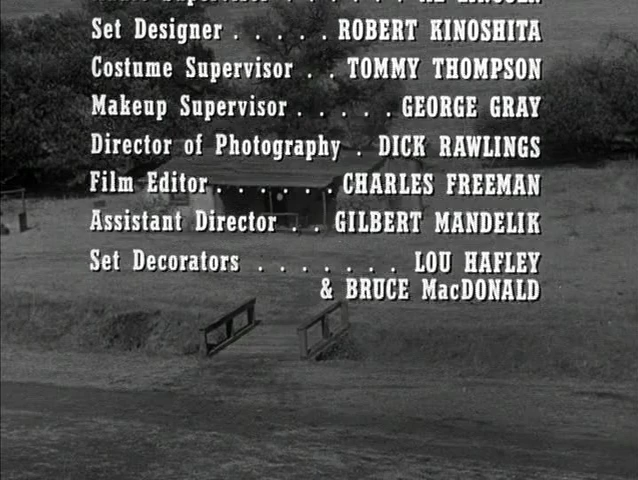 Set Designer . . . . . ROBERT KINOSHITA
Costume Supervisor . . TOMMY THOMPSON
Makeup Supervisor . . . . . GEORGE GRAY
Director of Photography . DICK RAWLINGS
Film Editor . . . . . . CHARLES FREEMAN
Assistant Director . . GILBERT MANDELIK
Set Decorators . . . . . . . LOU HAFLEY
& BRUCE MacDONALD